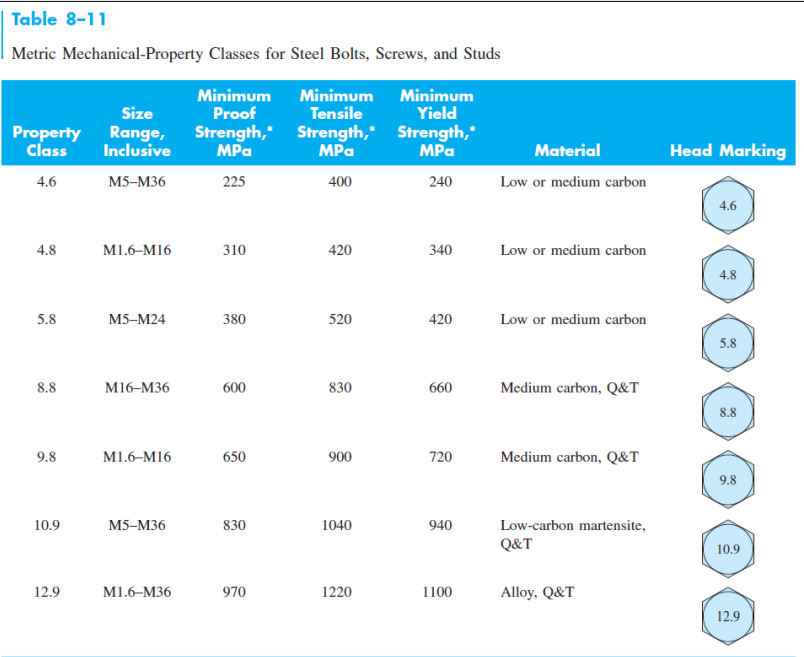 Table 8–11
Metric Mechanical-Property Classes for Steel Bolts, Screws, and Studs
Minimum Minimum Minimum
Size Proof Tensile Yield
Property Range, Strength,* Strength,* Strength,*
Class Inclusive MPa MPa MPa Material Head Marking
4.6 M5–M36 225 400 240 Low or medium carbon
4.6
4.8 M1.6–M16 310 420 340 Low or medium carbon
4.8
5.8 M5–M24 380 520 420 Low or medium carbon
5.8
8.8 M16–M36 600 830 660 Medium carbon, Q&T
8.8
9.8 M1.6–M16 650 900 720 Medium carbon, Q&T
9.8
10.9 M5–M36 830 1040 940 Low-carbon martensite,
Q&T
10.9
12.9 M1.6–M36 970 1220 1100 Alloy, Q&T
12.9